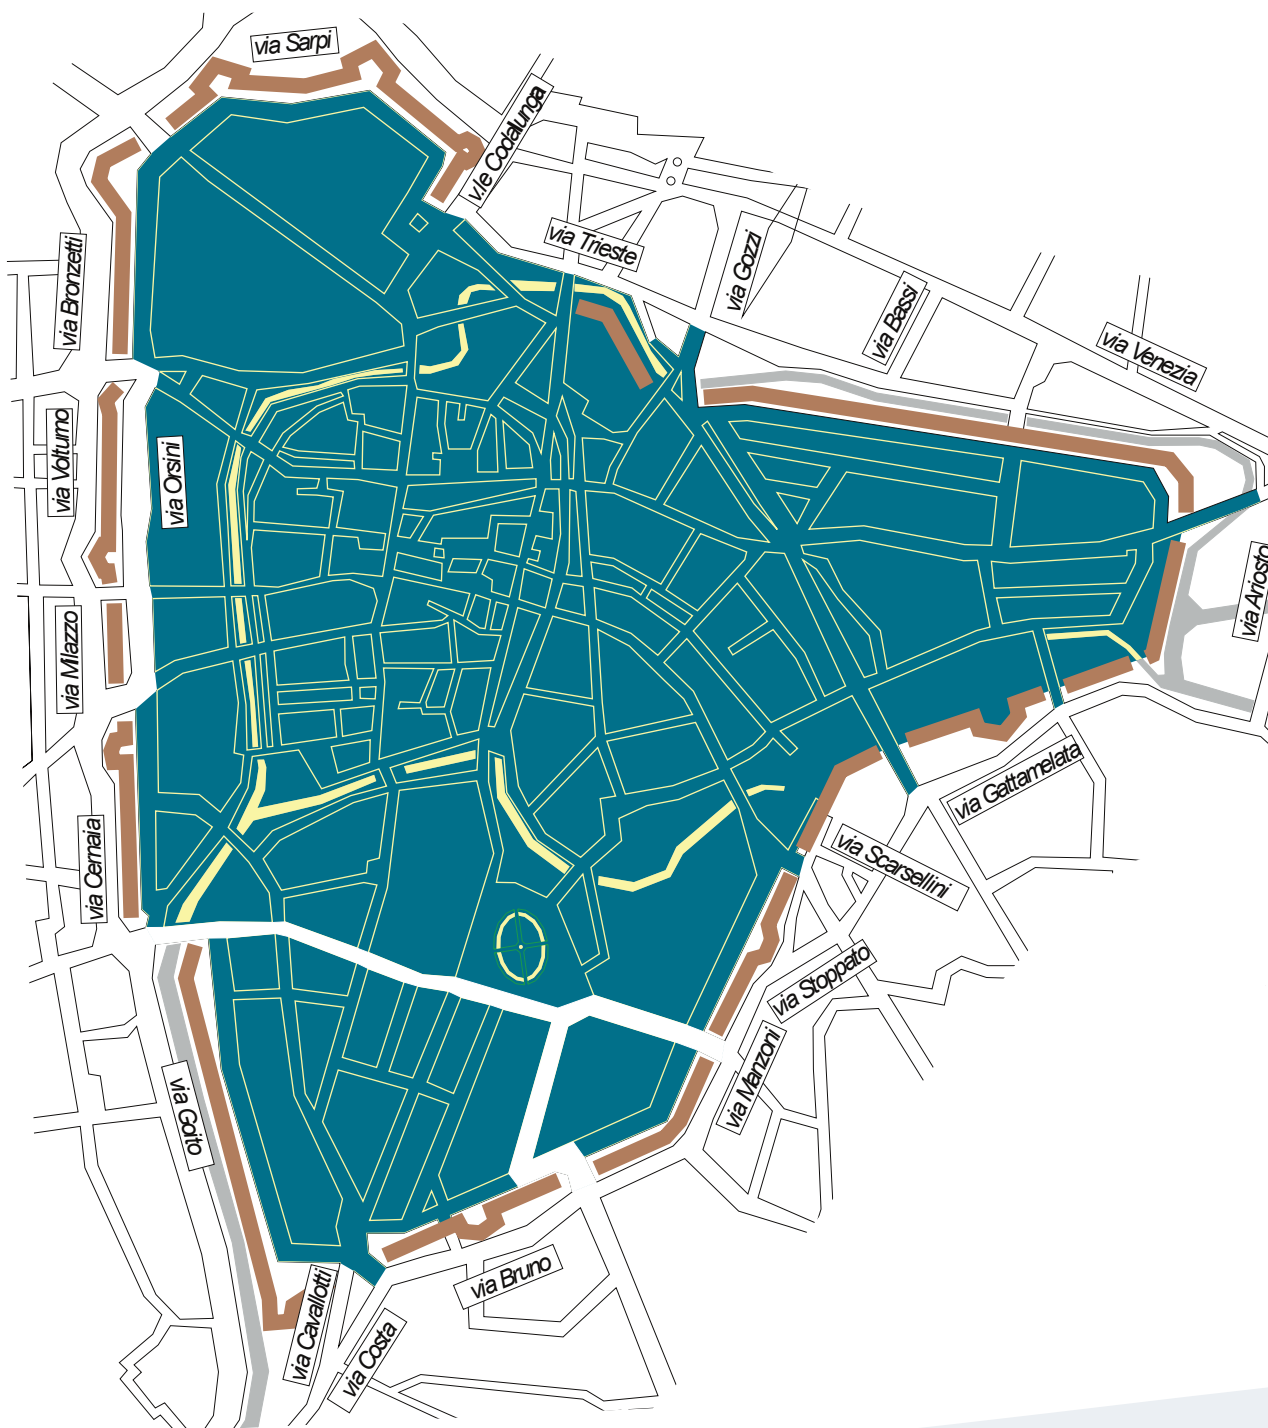 via Sarpi
v.le Codalunga
via Trieste
via Gozzi
via Bronzetti
via Bassi
via Venezia
via Volturno
via Orsini
via Ariosto
via Milazzo
via Gattamelata
via Cernaia
via Scarsellini
via Stoppato
via Manzoni
via Goito
via Bruno
via Cavallotti
via Costa